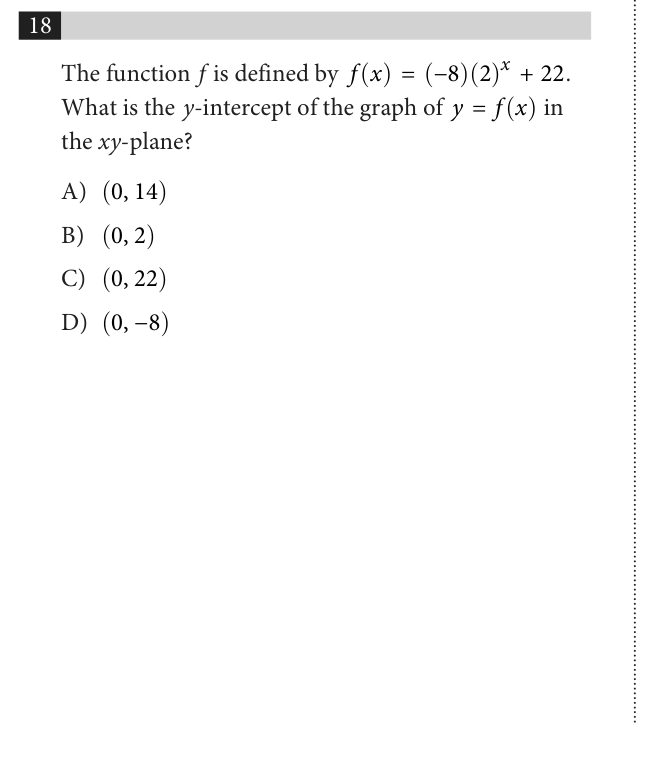 18
The function f is defined by f(x) = (−8)(2)ˣ + 22.
What is the y-intercept of the graph of y = f(x) in
the xy-plane?
A) (0, 14)
B) (0, 2)
C) (0, 22)
D) (0, −8)